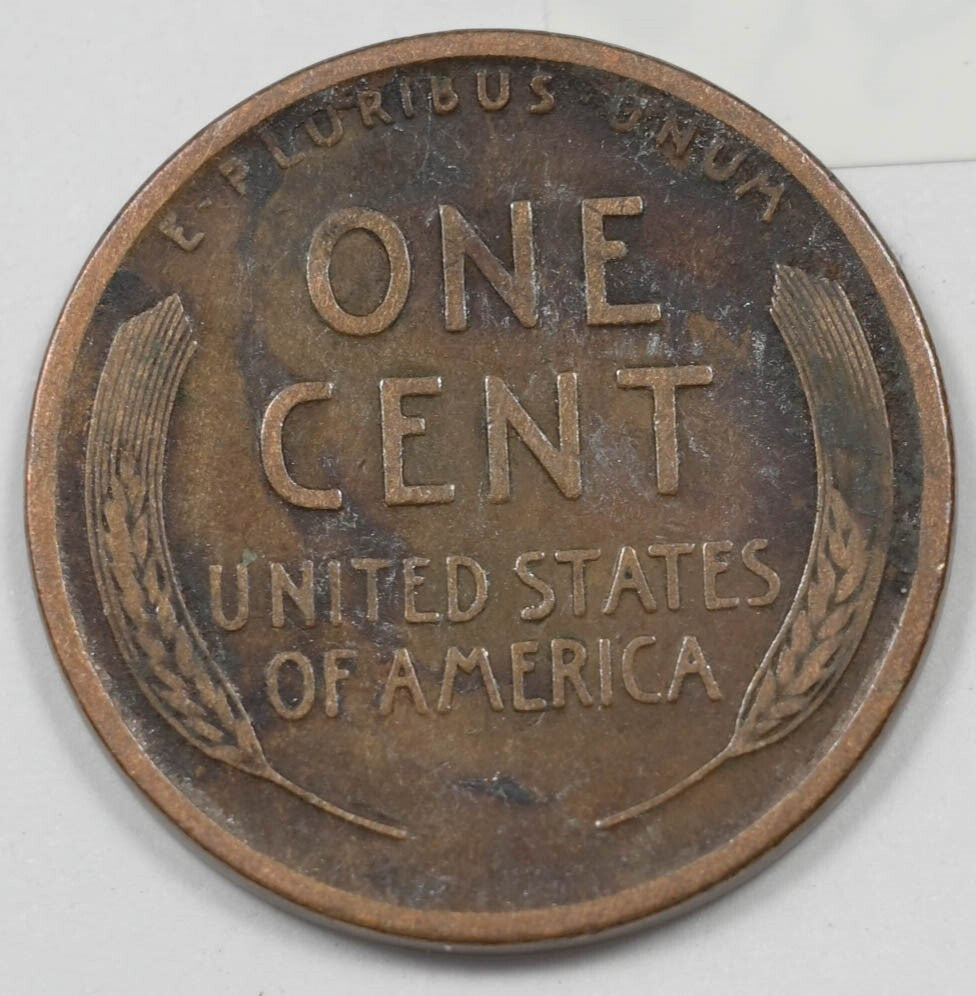 E·PLURIBUS·UNUM
ONE
CENT
UNITED STATES
OF AMERICA